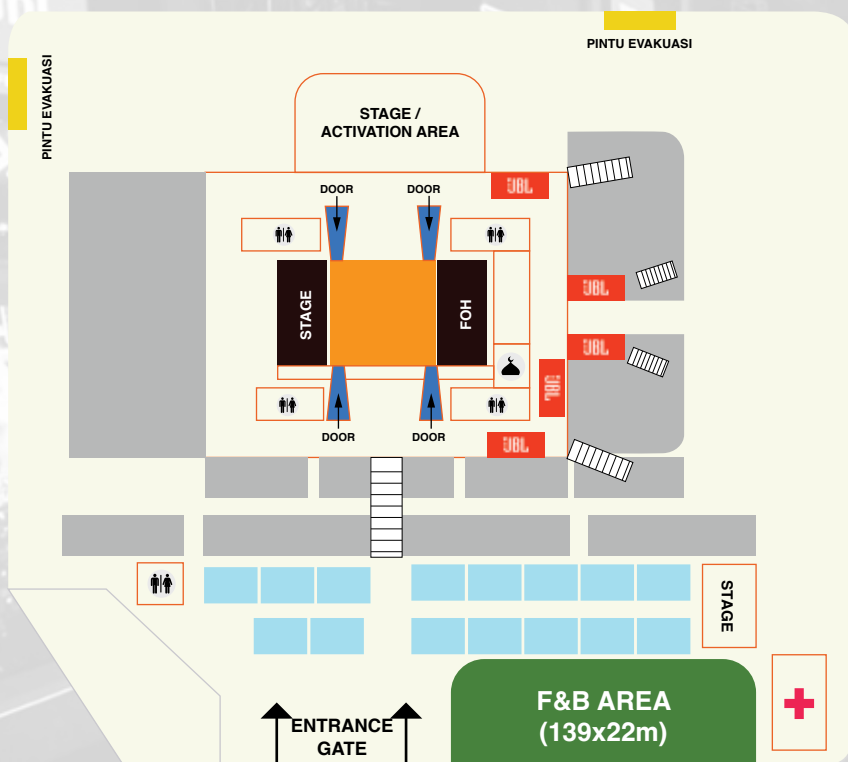 PINTU EVAKUASI
PINTU EVAKUASI
STAGE /
ACTIVATION AREA
DOOR
DOOR
JBL
JBL
STAGE
FOH
JBL
JBL
DOOR
DOOR
JBL
STAGE
F&B AREA
(139x22m)
ENTRANCE
GATE